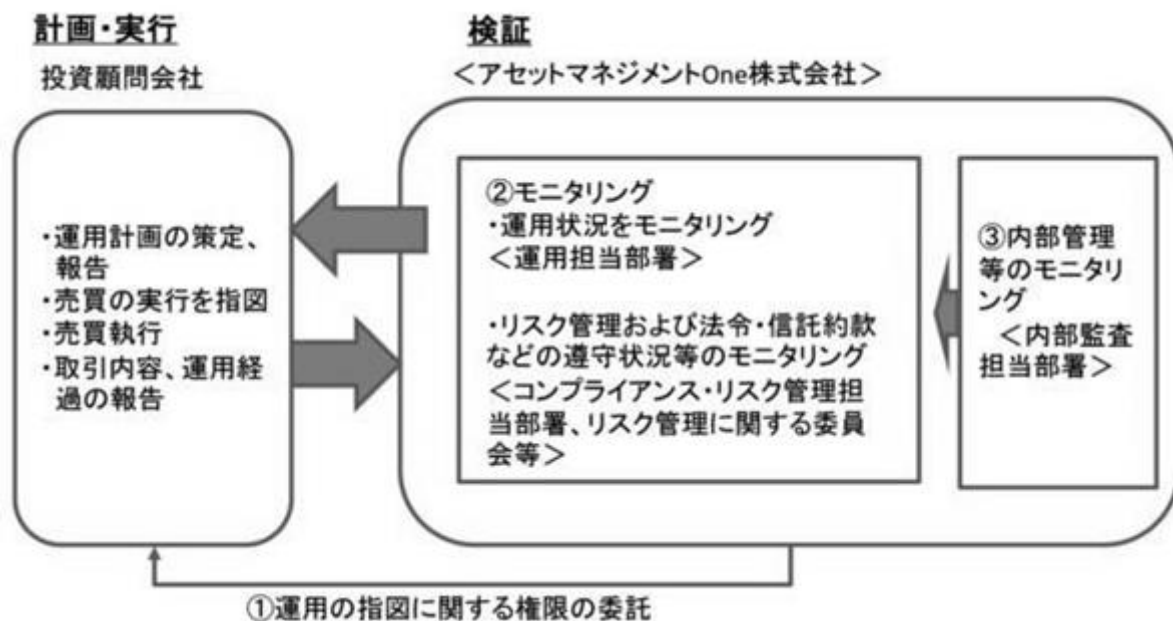 計画・実行
投資顧問会社
・運用計画の策定、
報告
・売買の実行を指図
・売買執行
・取引内容、運用経
過の報告
検証
＜アセットマネジメントOne株式会社＞
②モニタリング
・運用状況をモニタリング
＜運用担当部署＞
・リスク管理および法令・信託約款
などの遵守状況等のモニタリング
＜コンプライアンス・リスク管理担
当部署、リスク管理に関する委員
会等＞
③内部管理
等のモニタリ
ング
＜内部監査
担当部署＞
①運用の指図に関する権限の委託